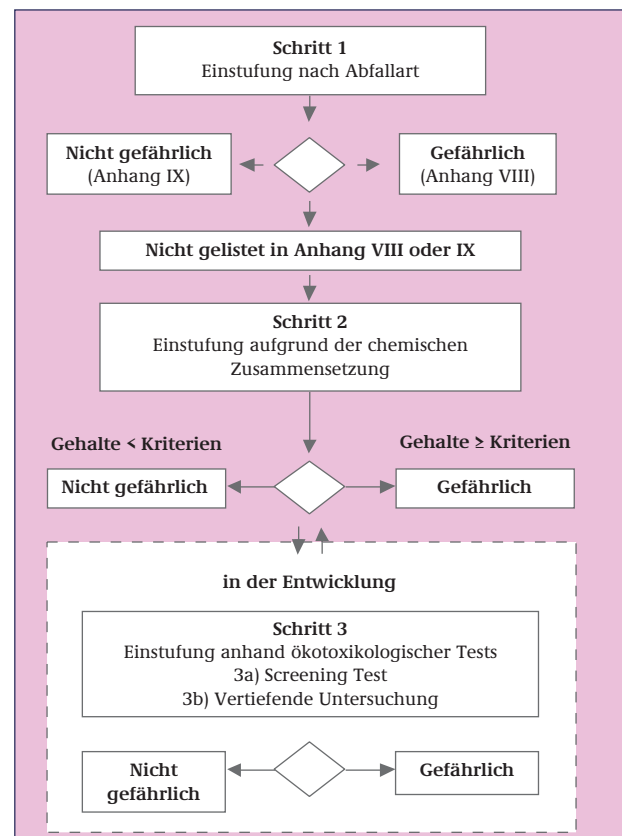 Schritt 1
Einstufung nach Abfallart
Nicht gefährlich
(Anhang IX)
Gefährlich
(Anhang VIII)
Nicht gelistet in Anhang VIII oder IX
Schritt 2
Einstufung aufgrund der chemischen
Zusammensetzung
Gehalte < Kriterien
Gehalte ≥ Kriterien
Nicht gefährlich
Gefährlich
in der Entwicklung
Schritt 3
Einstufung anhand ökotoxikologischer Tests
3a) Screening Test
3b) Vertiefende Untersuchung
Nicht
gefährlich
Gefährlich